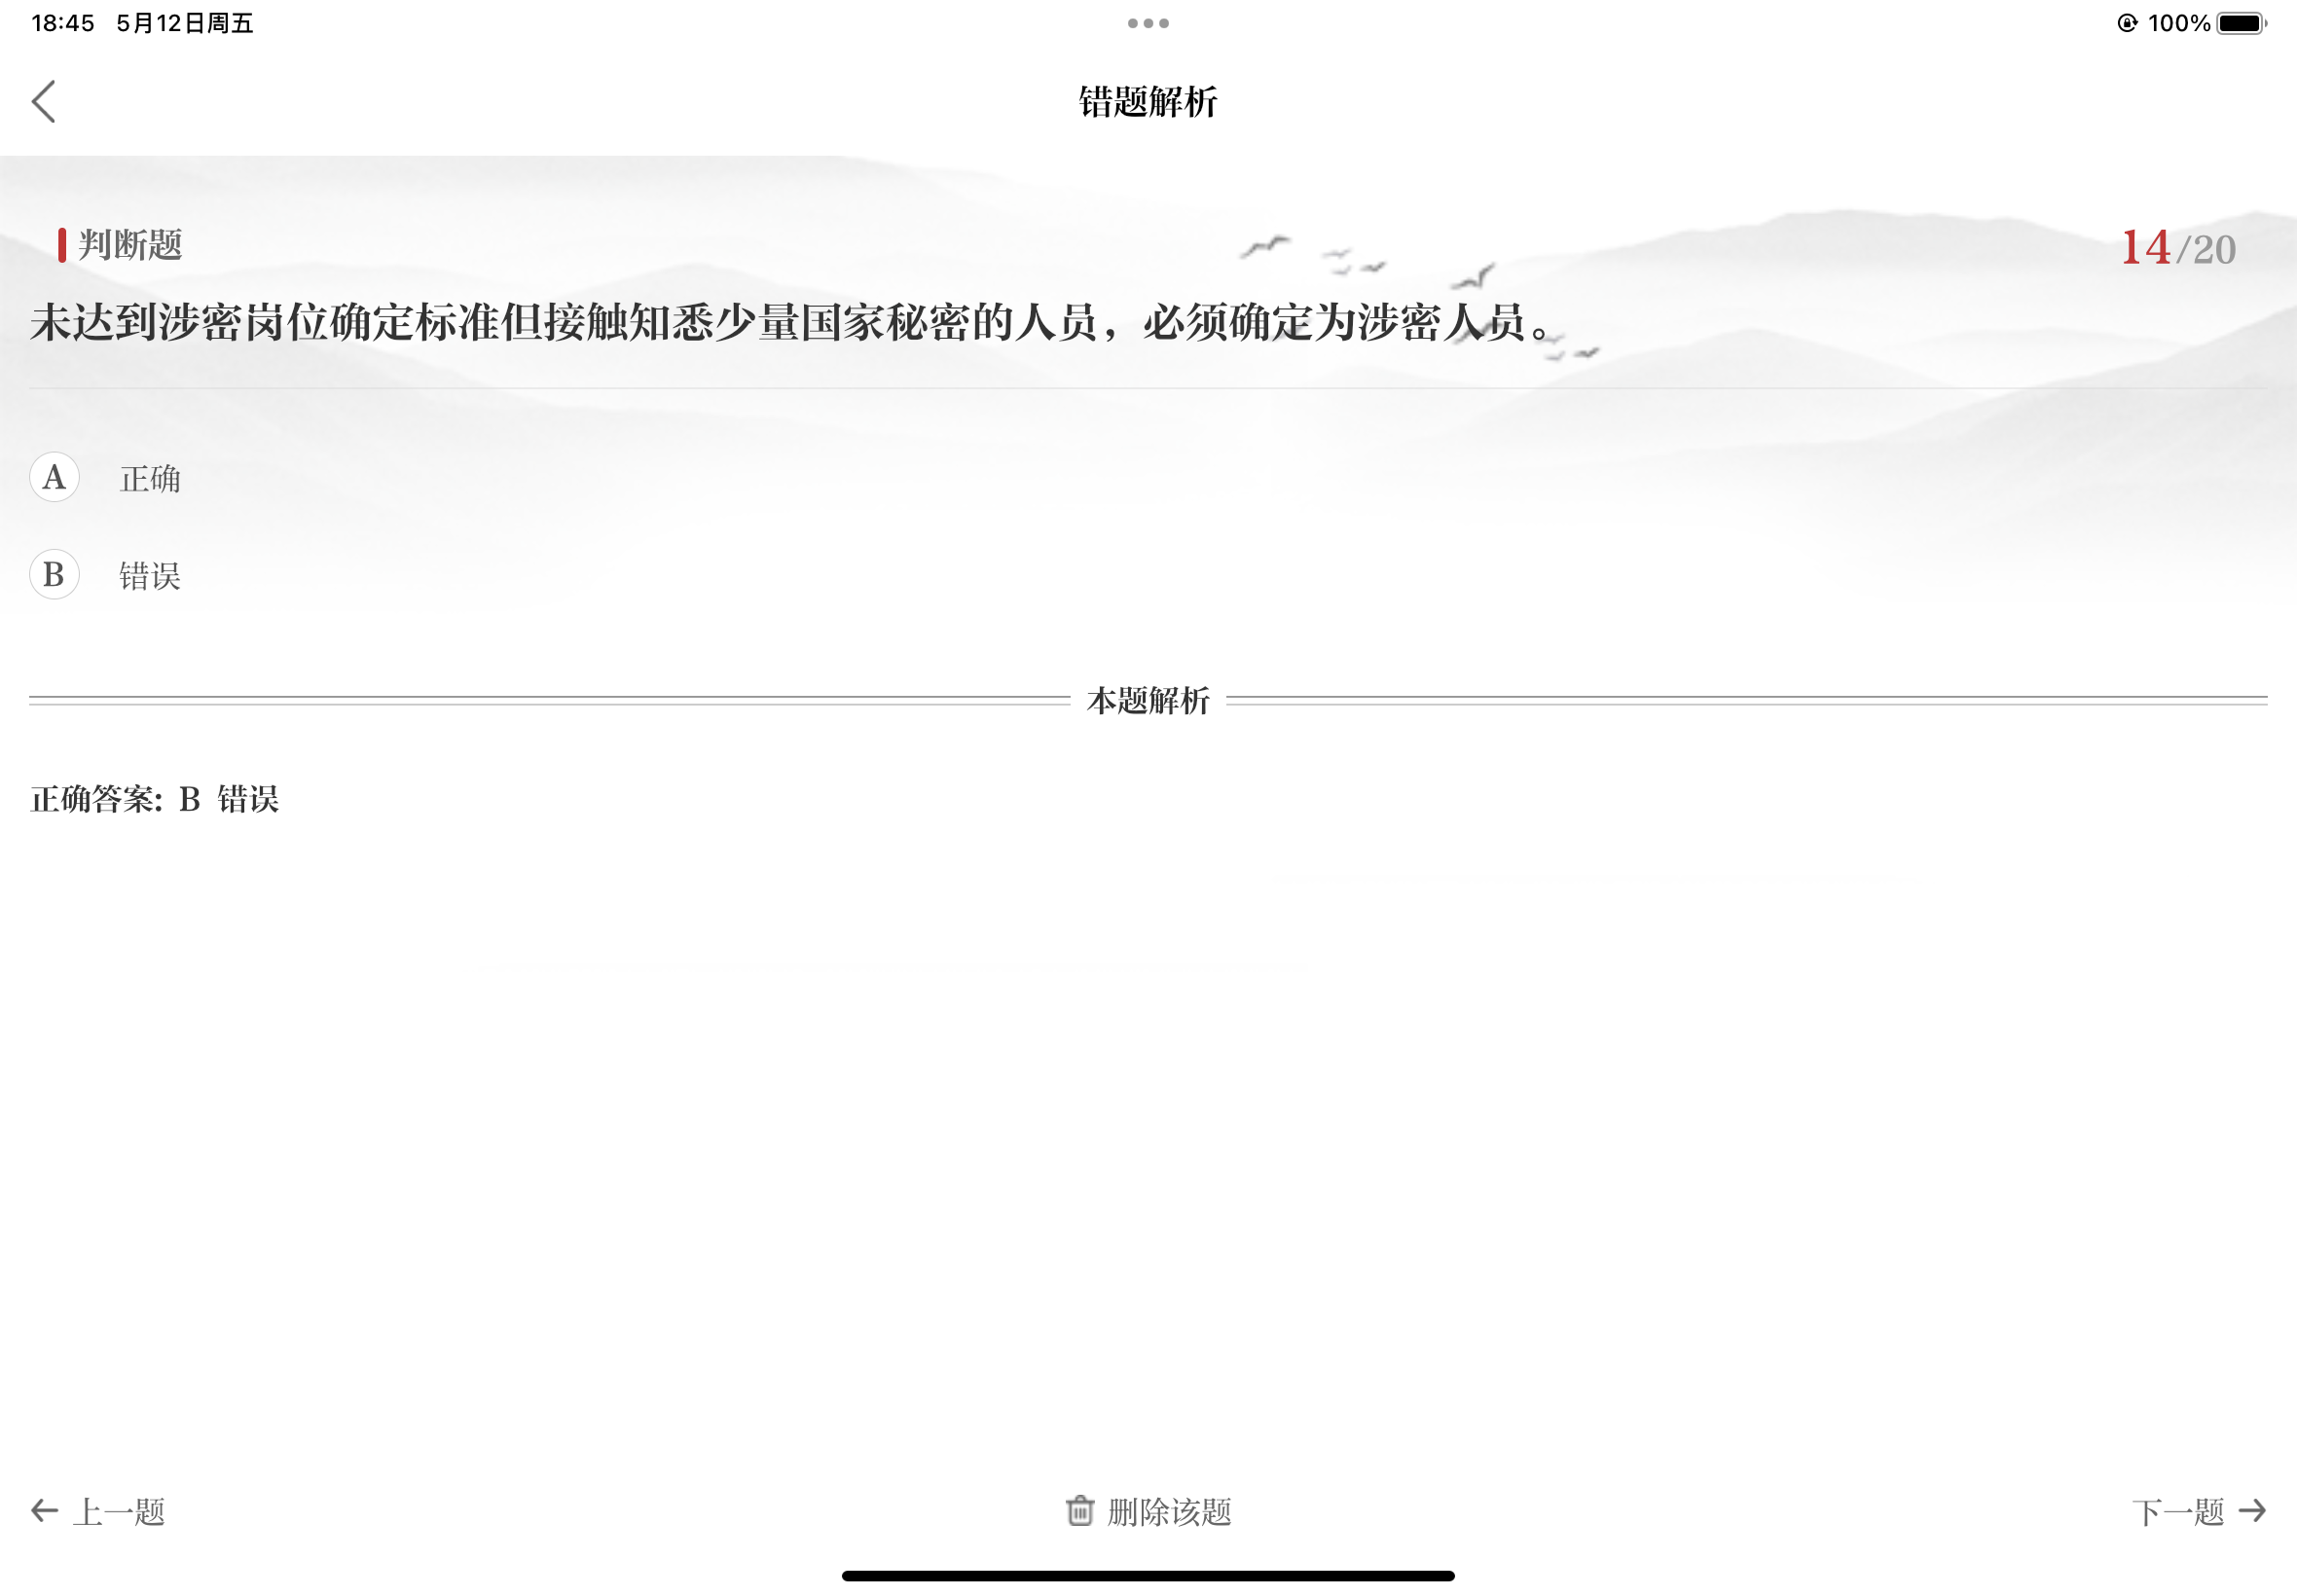 18:45 5月12日周五
100%
错题解析
判断题
14/20
未达到涉密岗位确定标准但接触知悉少量国家秘密的人员，必须确定为涉密人员。
A 正确
B 错误
本题解析
正确答案: B 错误
上一题
删除该题
下一题